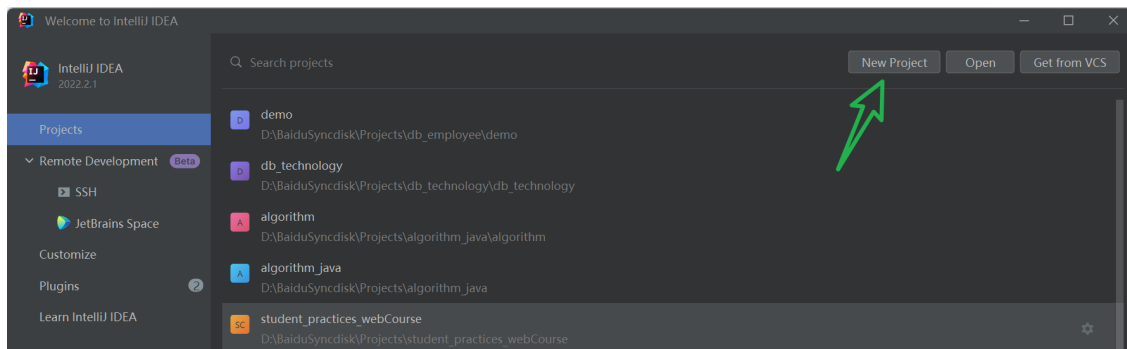 Welcome to IntelliJ IDEA
IntelliJ IDEA
2022.2.1
Search projects
New Project
Open
Get from VCS
Projects
Remote Development Beta
SSH
JetBrains Space
Customize
Plugins 2
Learn IntelliJ IDEA
D demo
D:\BaiduSyncdisk\Projects\db_employee\demo
D db_technology
D:\BaiduSyncdisk\Projects\db_technology\db_technology
A algorithm
D:\BaiduSyncdisk\Projects\algorithm_java\algorithm
A algorithm_java
D:\BaiduSyncdisk\Projects\algorithm_java
SC student_practices_webCourse
D:\BaiduSyncdisk\Projects\student_practices_webCourse